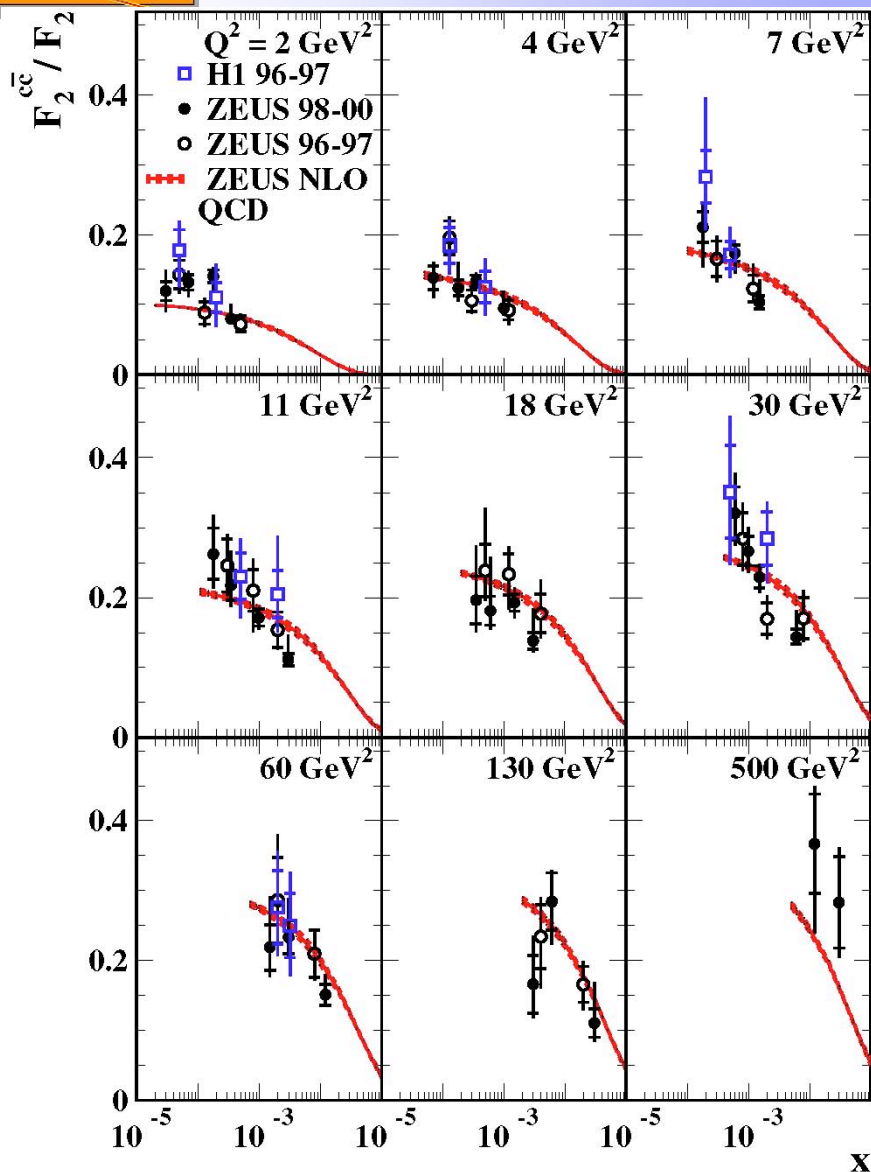 F₂ᶜᶜ̄ / F₂
Q² = 2 GeV²
H1 96-97
ZEUS 98-00
ZEUS 96-97
ZEUS NLO
QCD
4 GeV²
7 GeV²
0.4
0.2
0
11 GeV²
18 GeV²
30 GeV²
0.4
0.2
0
60 GeV²
130 GeV²
500 GeV²
0.4
0.2
0
10⁻⁵ 10⁻³ 10⁻⁵ 10⁻³ 10⁻⁵ 10⁻³
x